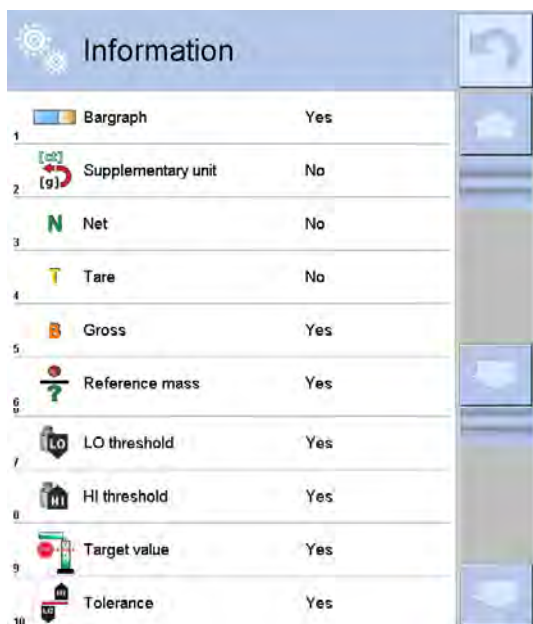 Information
1 Bargraph Yes
[ct]
(g)
2 Supplementary unit No
3 N Net No
4 T Tare No
5 B Gross Yes
6 ? Reference mass Yes
7 LO LO threshold Yes
8 HI HI threshold Yes
9 Target value Yes
10 HI LO Tolerance Yes